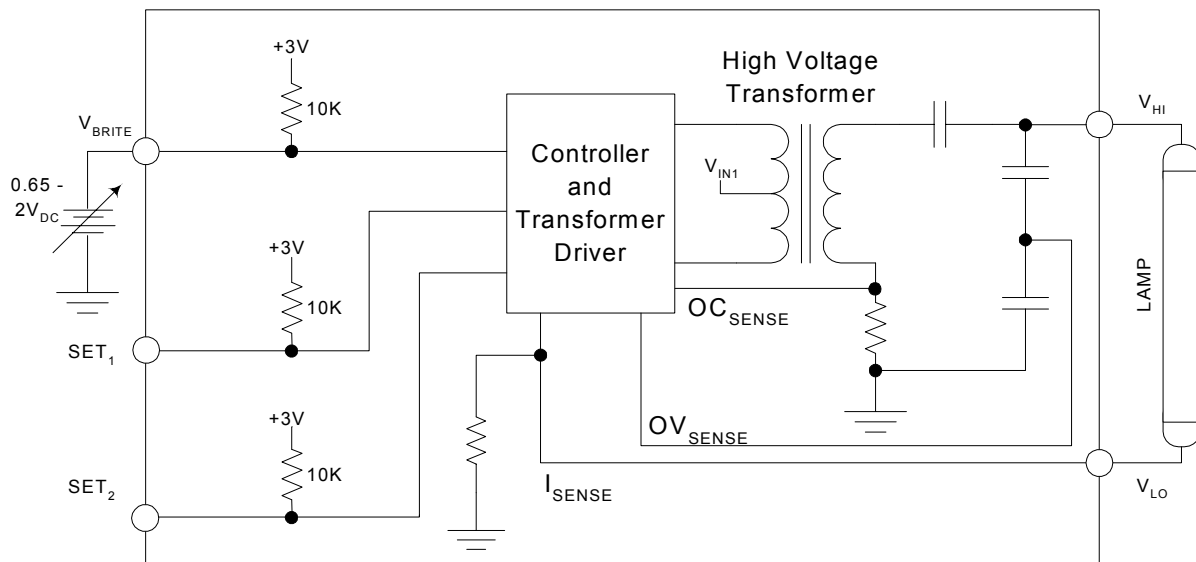 +3V
10K
V_BRITE
0.65 -
2V_DC
+3V
10K
SET_1
+3V
10K
SET_2
Controller
and
Transformer
Driver
High Voltage
Transformer
V_IN1
OC_SENSE
OV_SENSE
I_SENSE
V_HI
LAMP
V_LO